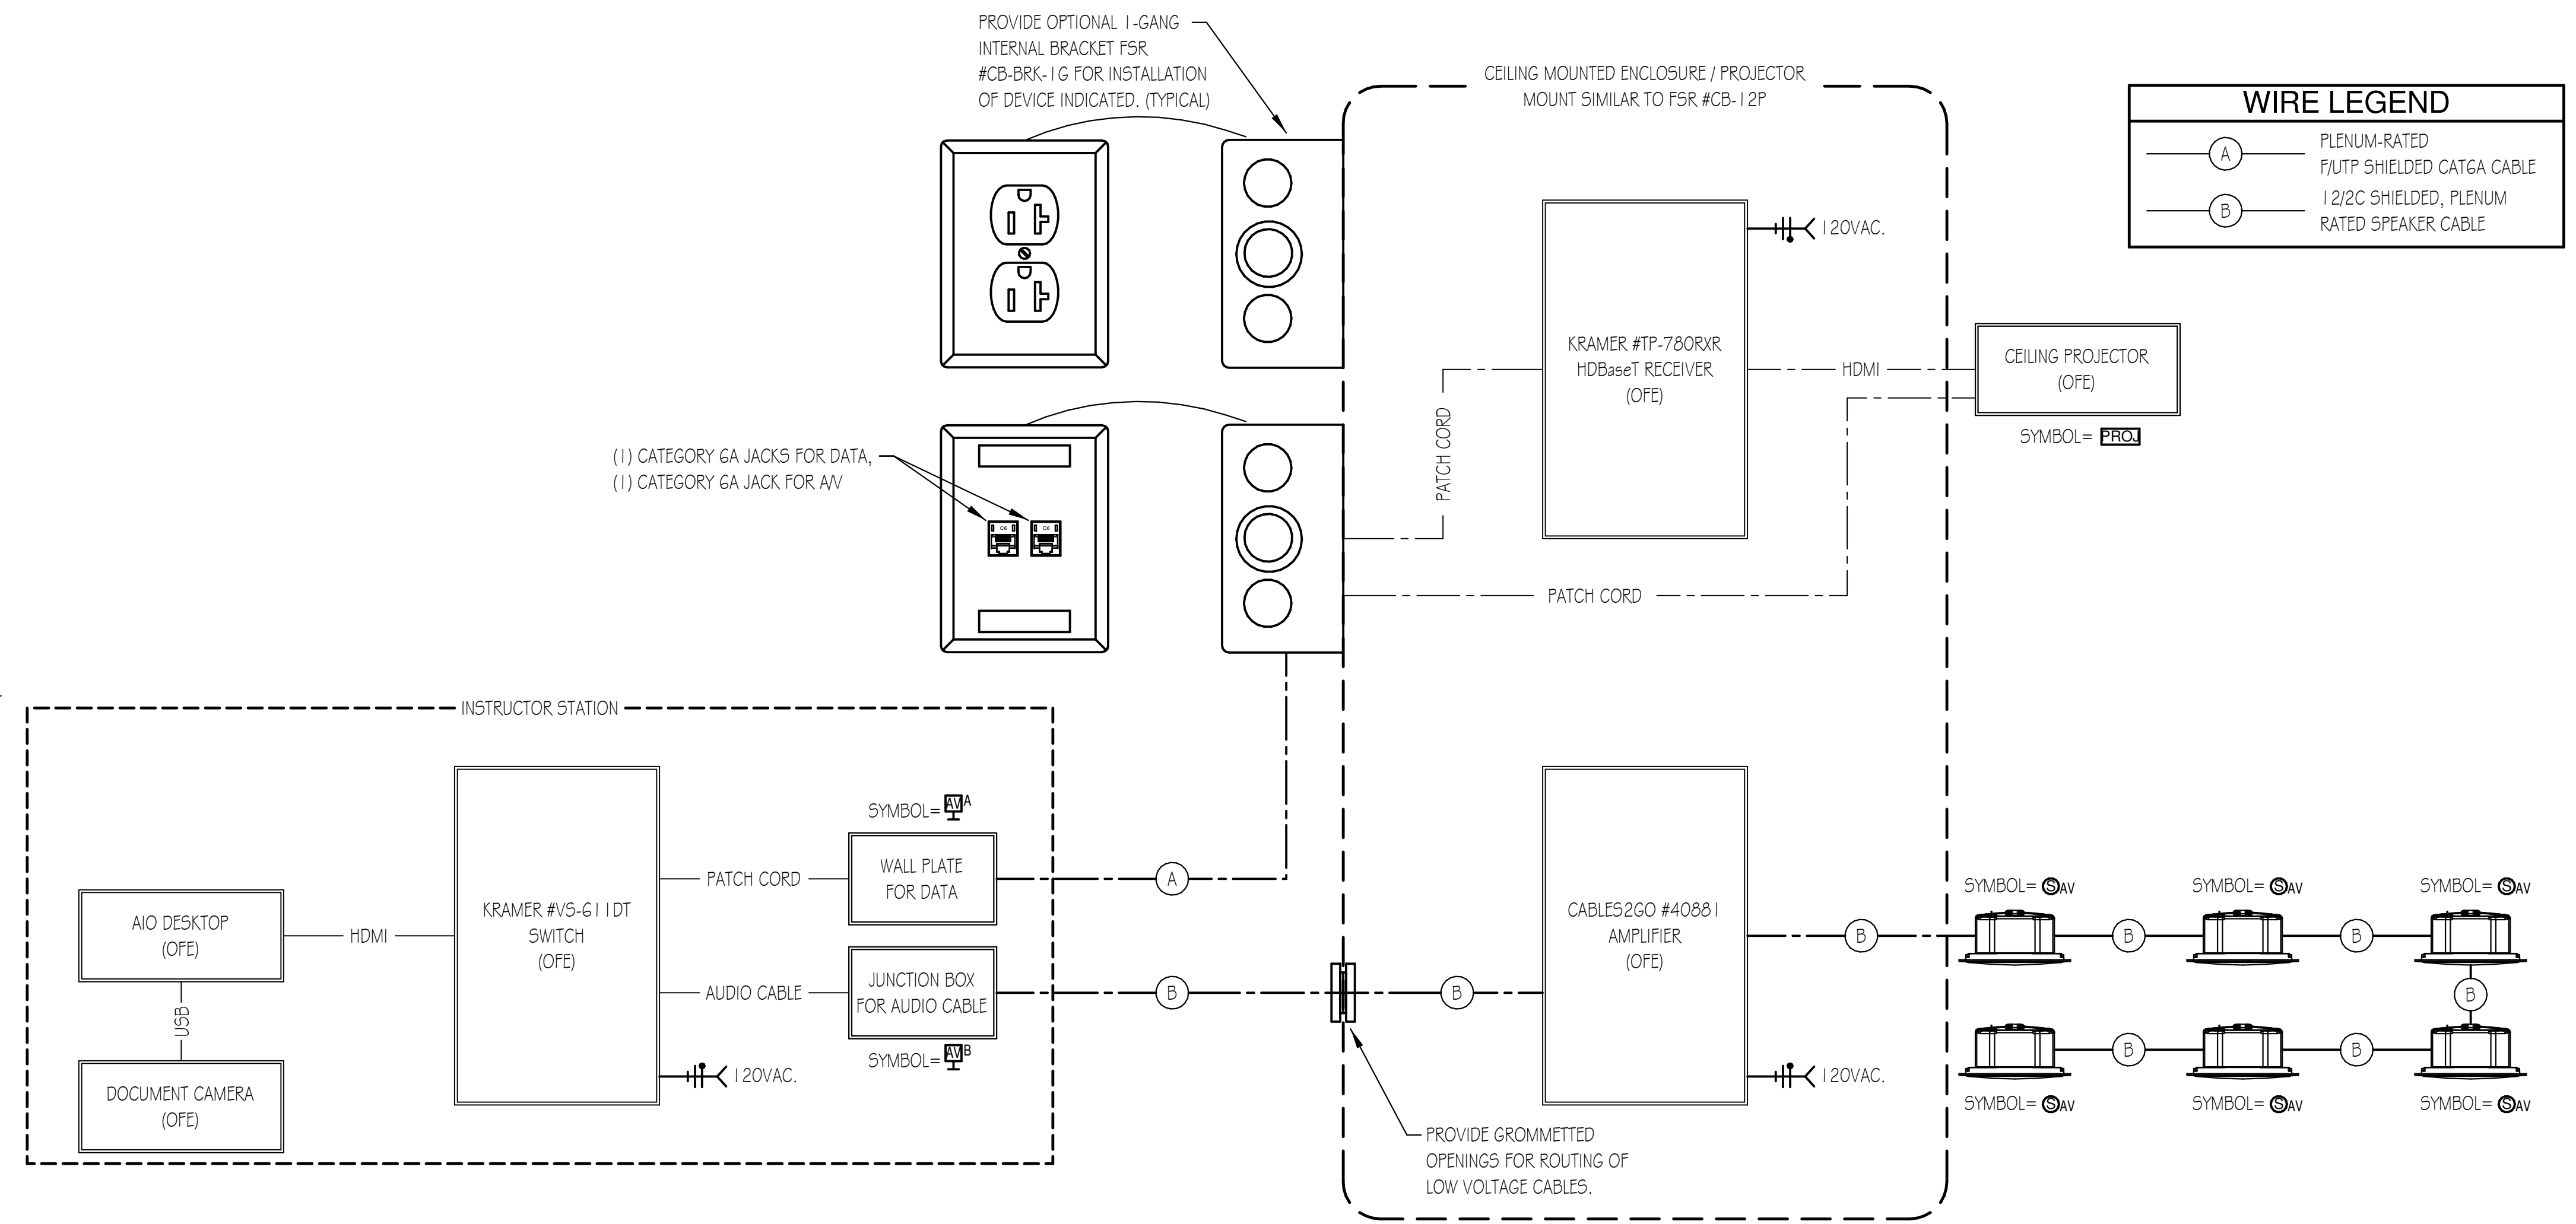 PROVIDE OPTIONAL 1-GANG
INTERNAL BRACKET FSR
#CB-BRK-1G FOR INSTALLATION
OF DEVICE INDICATED. (TYPICAL)
CEILING MOUNTED ENCLOSURE / PROJECTOR
MOUNT SIMILAR TO FSR #CB-12P
WIRE LEGEND
A
PLENUM-RATED
F/UTP SHIELDED CAT6A CABLE
B
12/2C SHIELDED, PLENUM
RATED SPEAKER CABLE
120VAC.
KRAMER #TP-780RXR
HDBaseT RECEIVER
(OFE)
HDMI
CEILING PROJECTOR
(OFE)
SYMBOL= PROJ
PATCH CORD
(1) CATEGORY 6A JACKS FOR DATA,
(1) CATEGORY 6A JACK FOR A/V
C6
C6
PATCH CORD
INSTRUCTOR STATION
SYMBOL= AV A
WALL PLATE
FOR DATA
PATCH CORD
A
AIO DESKTOP
(OFE)
HDMI
KRAMER #VS-611DT
SWITCH
(OFE)
AUDIO CABLE
JUNCTION BOX
FOR AUDIO CABLE
SYMBOL= AV B
B
B
USB
DOCUMENT CAMERA
(OFE)
120VAC.
CABLES2GO #40881
AMPLIFIER
(OFE)
120VAC.
PROVIDE GROMMETTED
OPENINGS FOR ROUTING OF
LOW VOLTAGE CABLES.
SYMBOL= S AV
SYMBOL= S AV
SYMBOL= S AV
B
B
B
B
B
B
SYMBOL= S AV
SYMBOL= S AV
SYMBOL= S AV